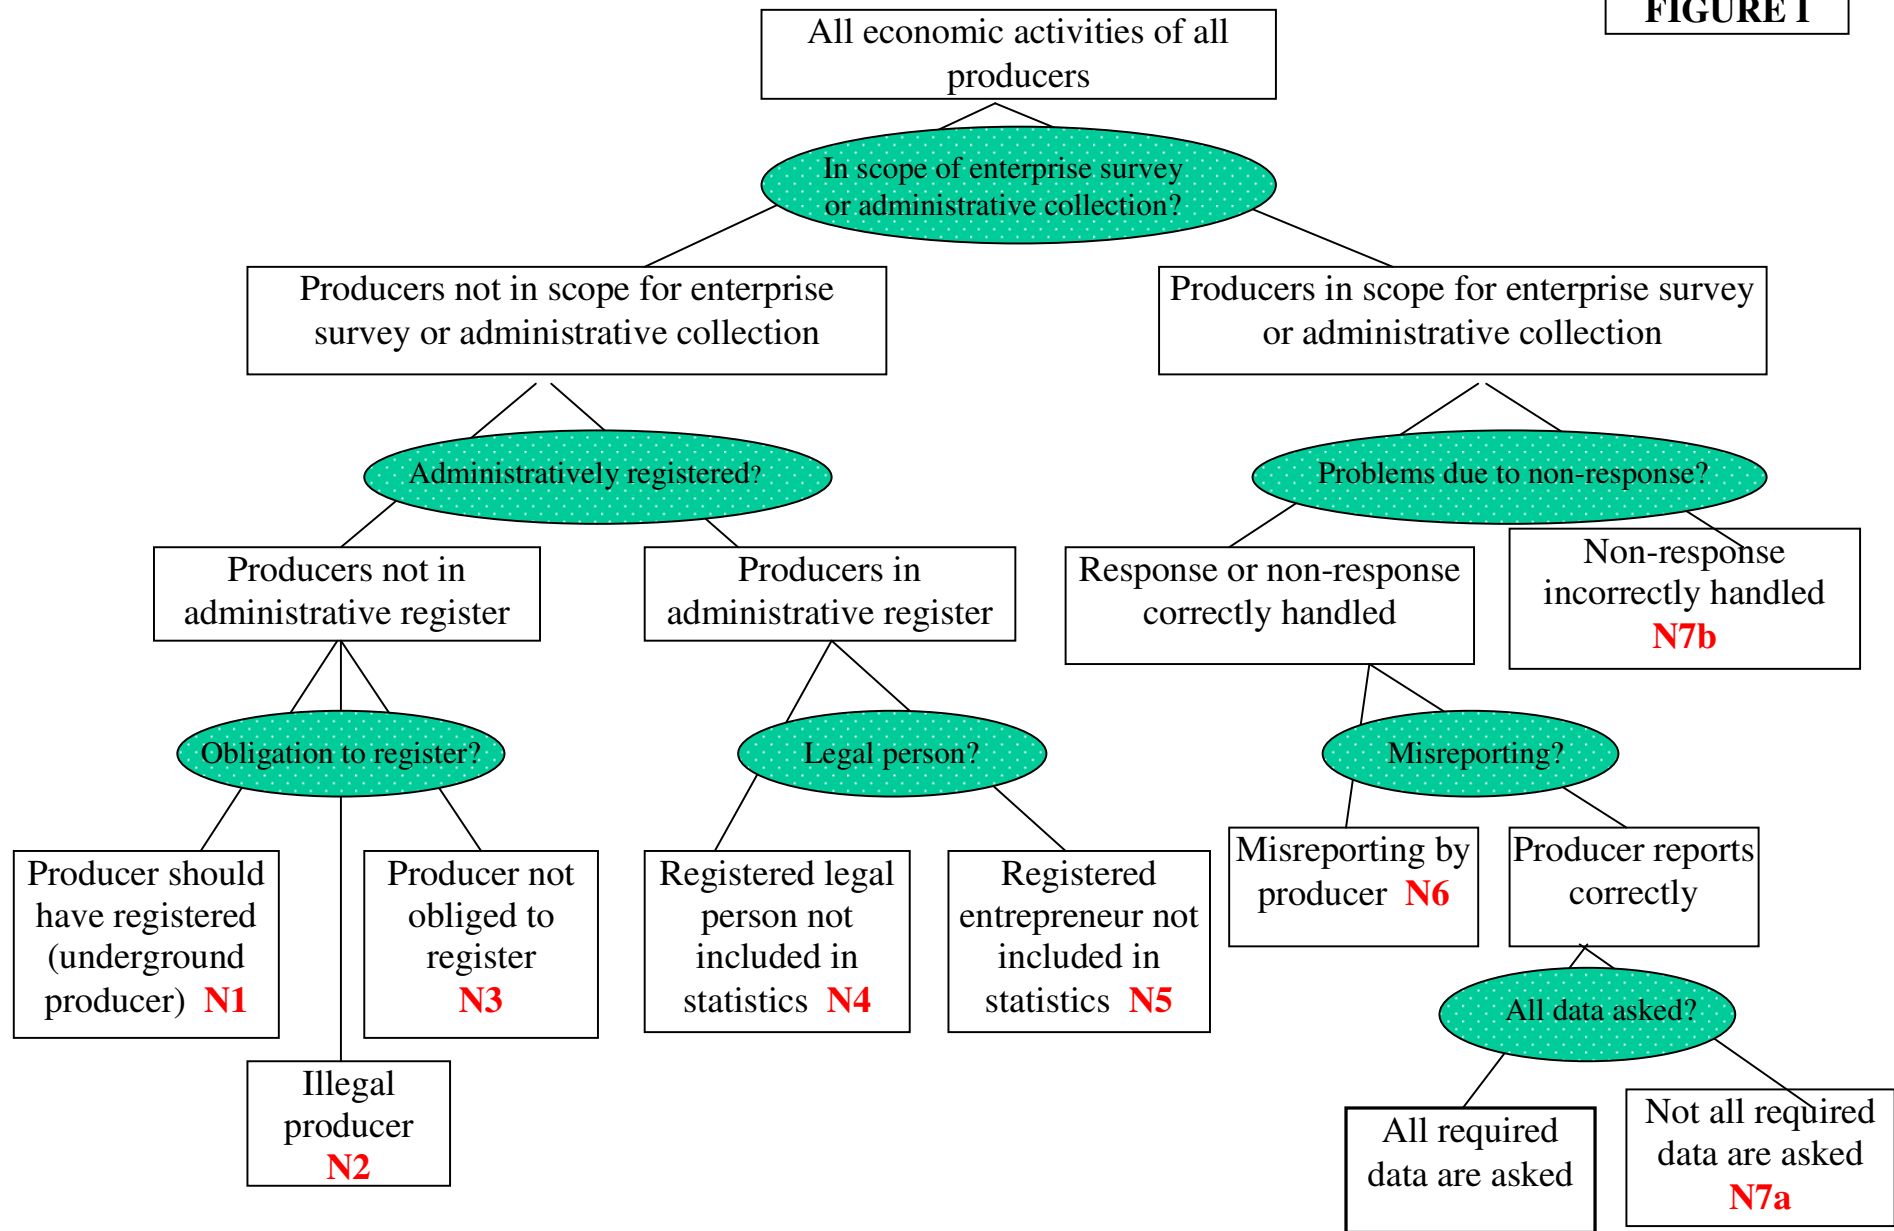 FIGURE I
All economic activities of all
producers
In scope of enterprise survey
or administrative collection?
Producers not in scope for enterprise
survey or administrative collection
Producers in scope for enterprise survey
or administrative collection
Administratively registered?
Problems due to non-response?
Producers not in
administrative register
Producers in
administrative register
Response or non-response
correctly handled
Non-response
incorrectly handled
N7b
Obligation to register?
Legal person?
Misreporting?
Producer should
have registered
(underground
producer) N1
Producer not
obliged to
register
N3
Registered legal
person not
included in
statistics N4
Registered
entrepreneur not
included in
statistics N5
Misreporting by
producer N6
Producer reports
correctly
All data asked?
Illegal
producer
N2
All required
data are asked
Not all required
data are asked
N7a